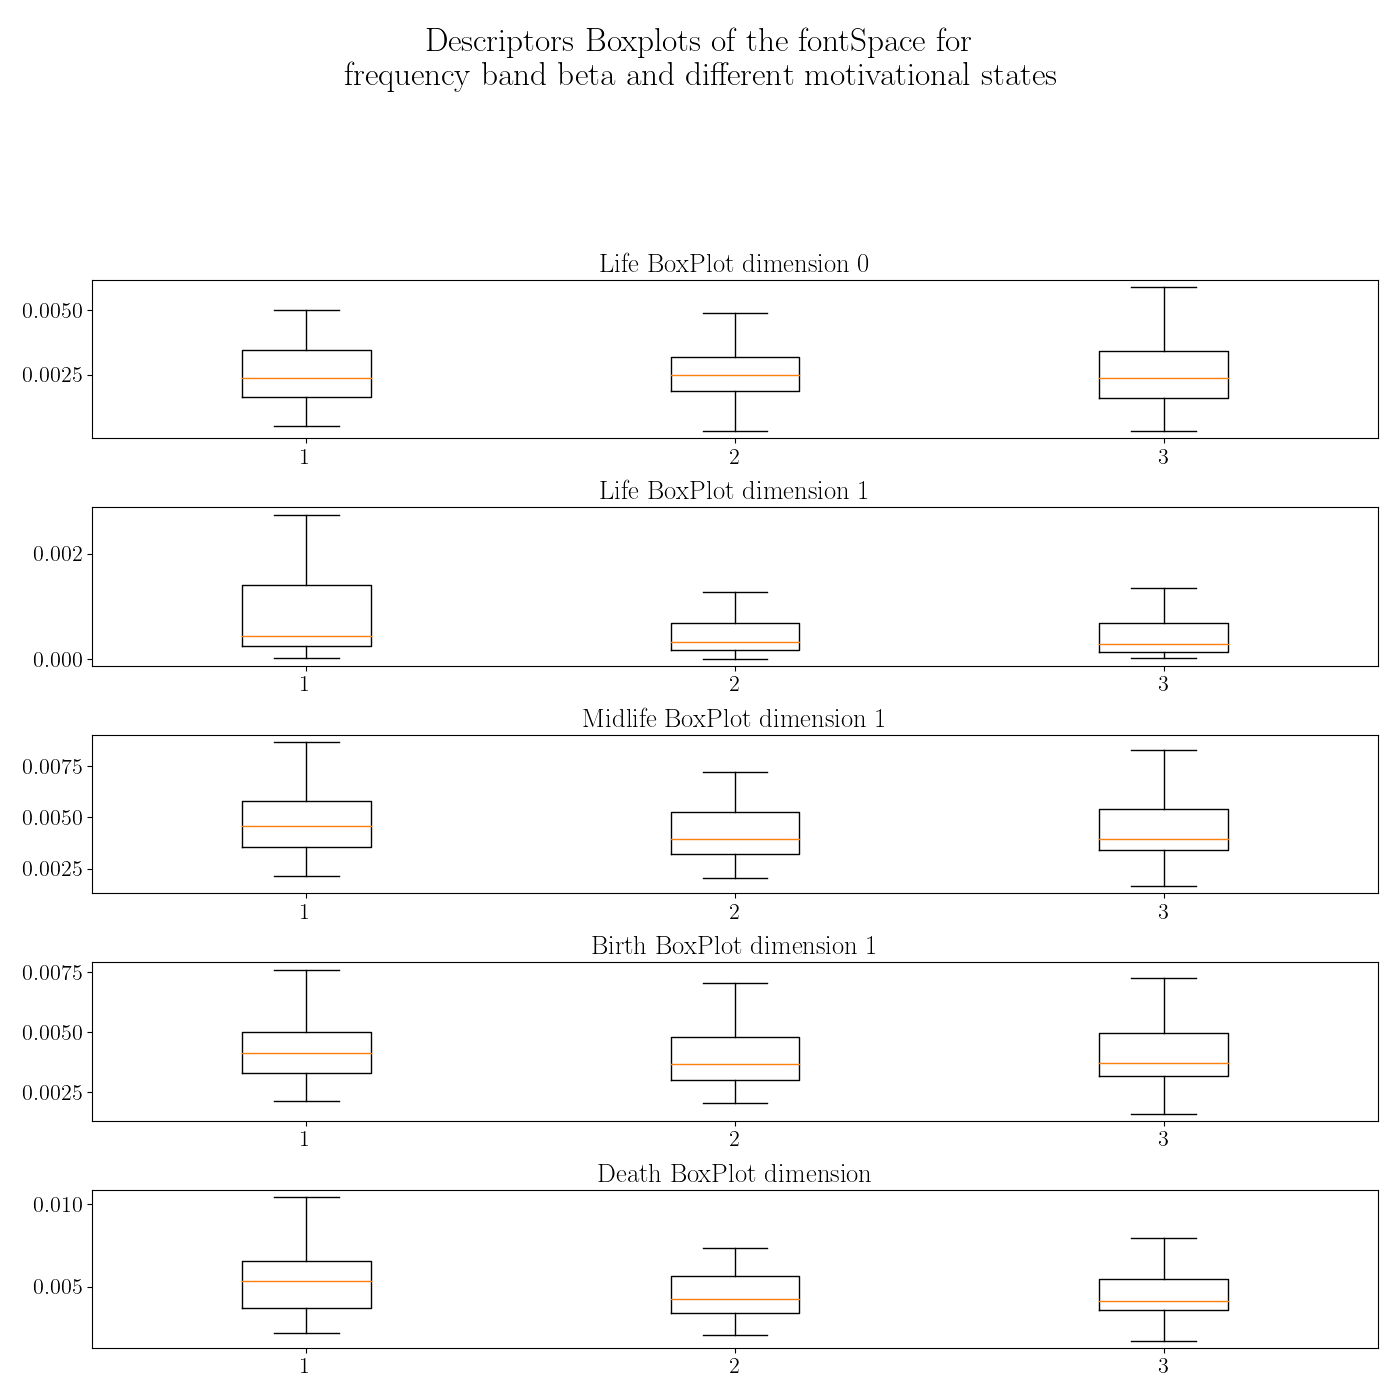 Descriptors Boxplots of the fontSpace for
frequency band beta and different motivational states
Life BoxPlot dimension 0
0.0050
0.0025
1 2 3
Life BoxPlot dimension 1
0.002
0.000
1 2 3
Midlife BoxPlot dimension 1
0.0075
0.0050
0.0025
1 2 3
Birth BoxPlot dimension 1
0.0075
0.0050
0.0025
1 2 3
Death BoxPlot dimension
0.010
0.005
1 2 3